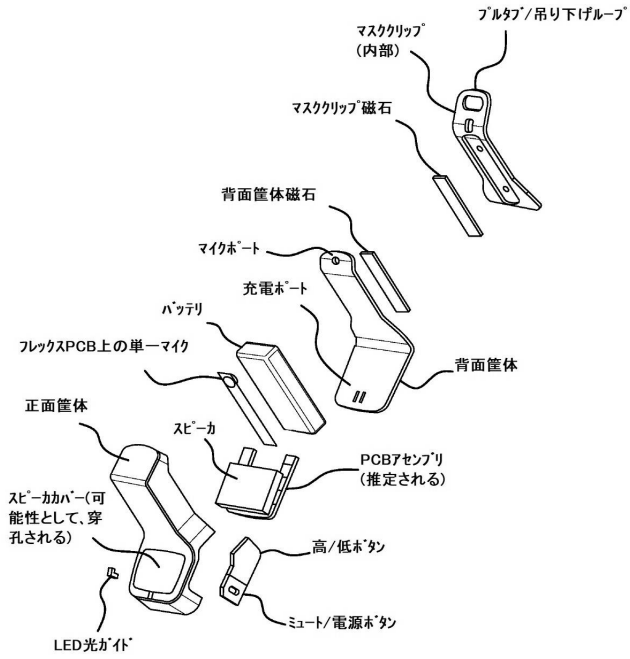 プルタブ/吊り下げループ
マスククリップ
(内部)
マスククリップ磁石
背面筐体磁石
マイクポート
充電ポート
バッテリ
フレックスPCB上の単一マイク
背面筐体
正面筐体
スピーカ
PCBアセンブリ
(推定される)
スピーカカバー(可
能性として、穿
孔される)
高/低ボタン
ミュート/電源ボタン
LED光ガイド